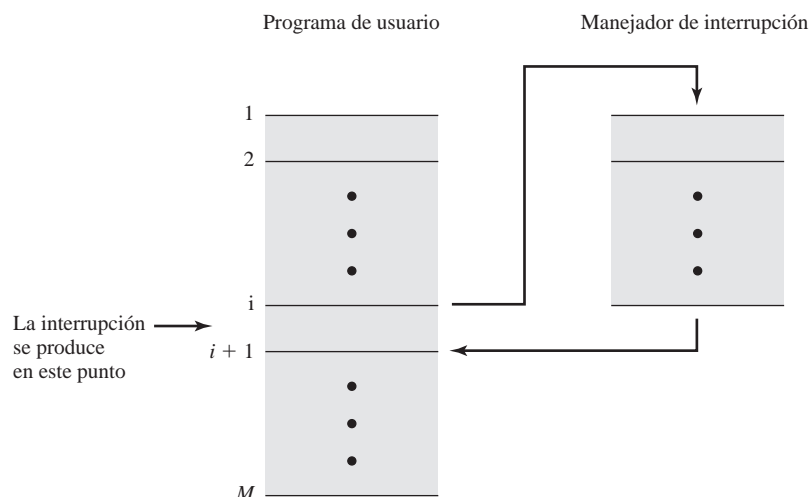 Programa de usuario
Manejador de interrupción
1
2
i
La interrupción
se produce
en este punto
i + 1
M